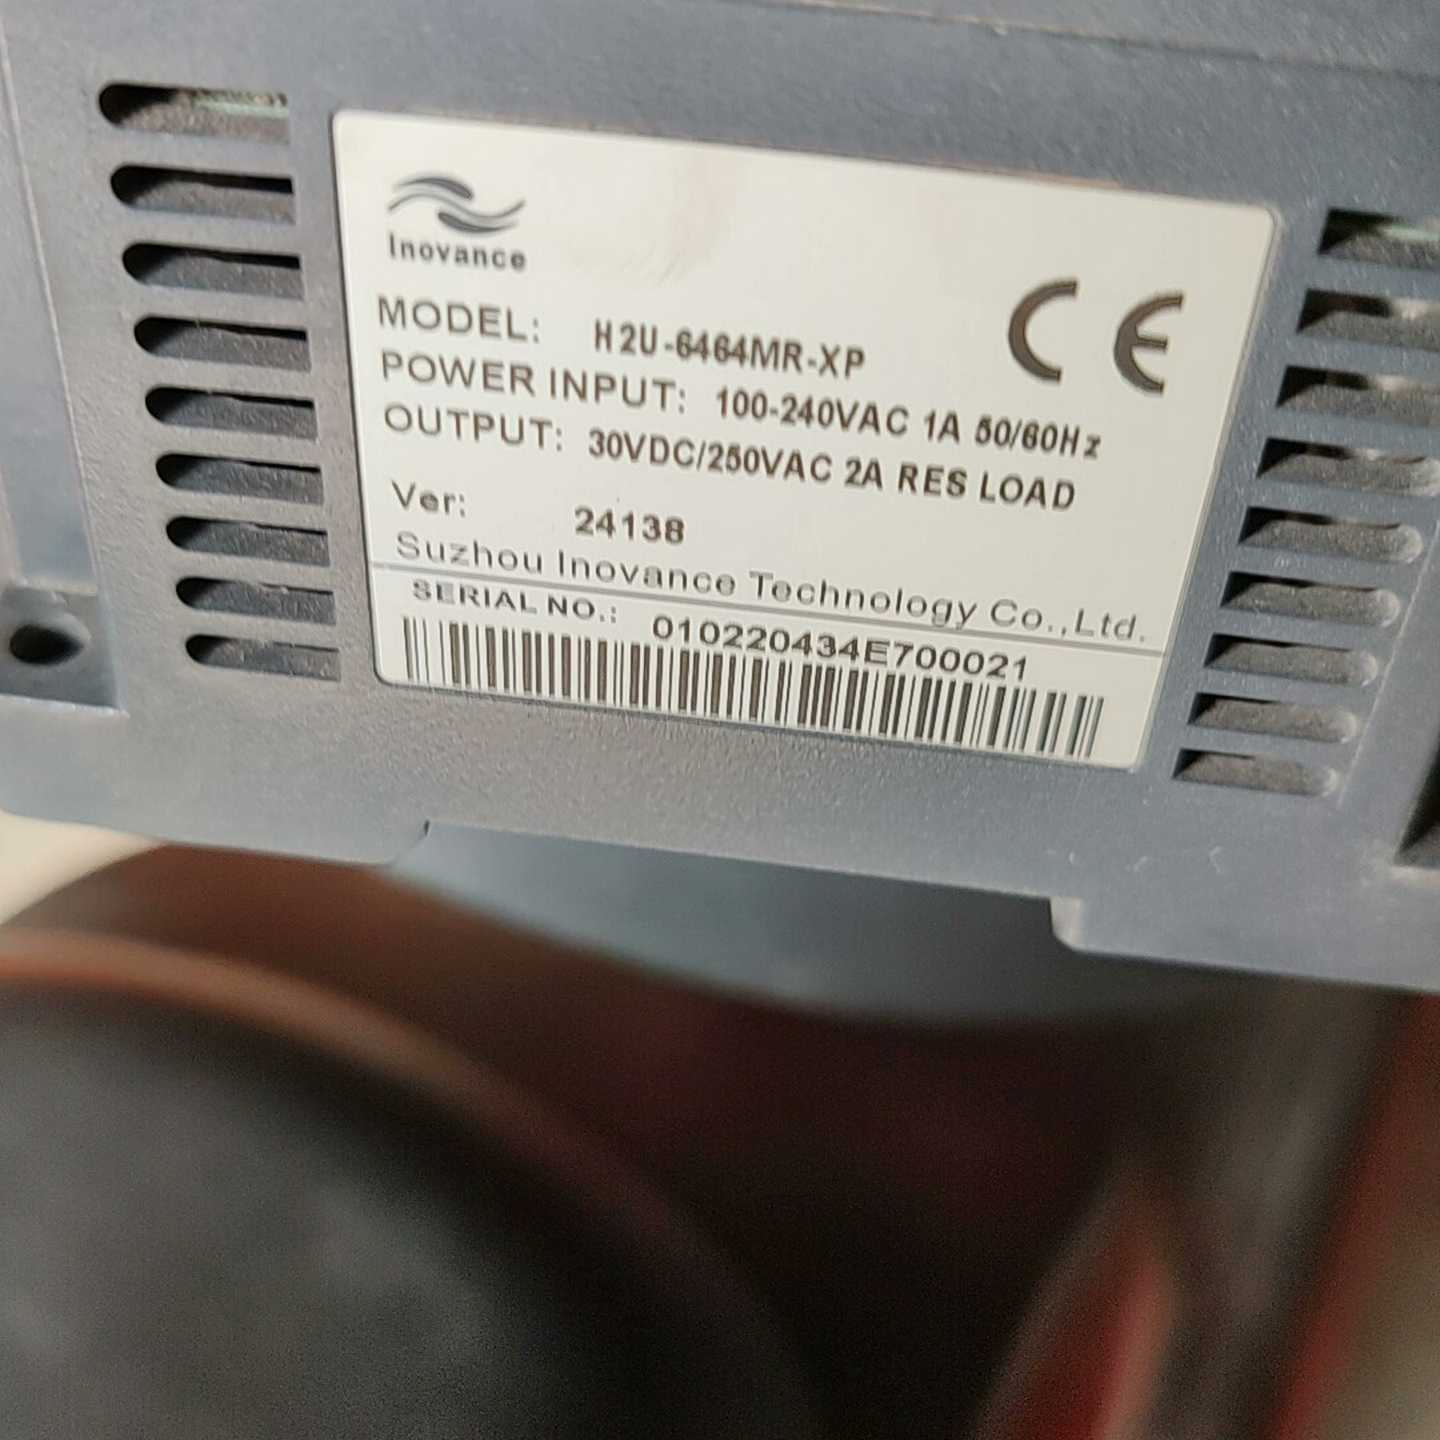 Inovance
CE
MODEL: H2U-6464MR-XP
POWER INPUT: 100-240VAC 1A 50/60Hz
OUTPUT: 30VDC/250VAC 2A RES LOAD
Ver: 24138
Suzhou Inovance Technology Co.,Ltd.
SERIAL NO.: 010220434E700021